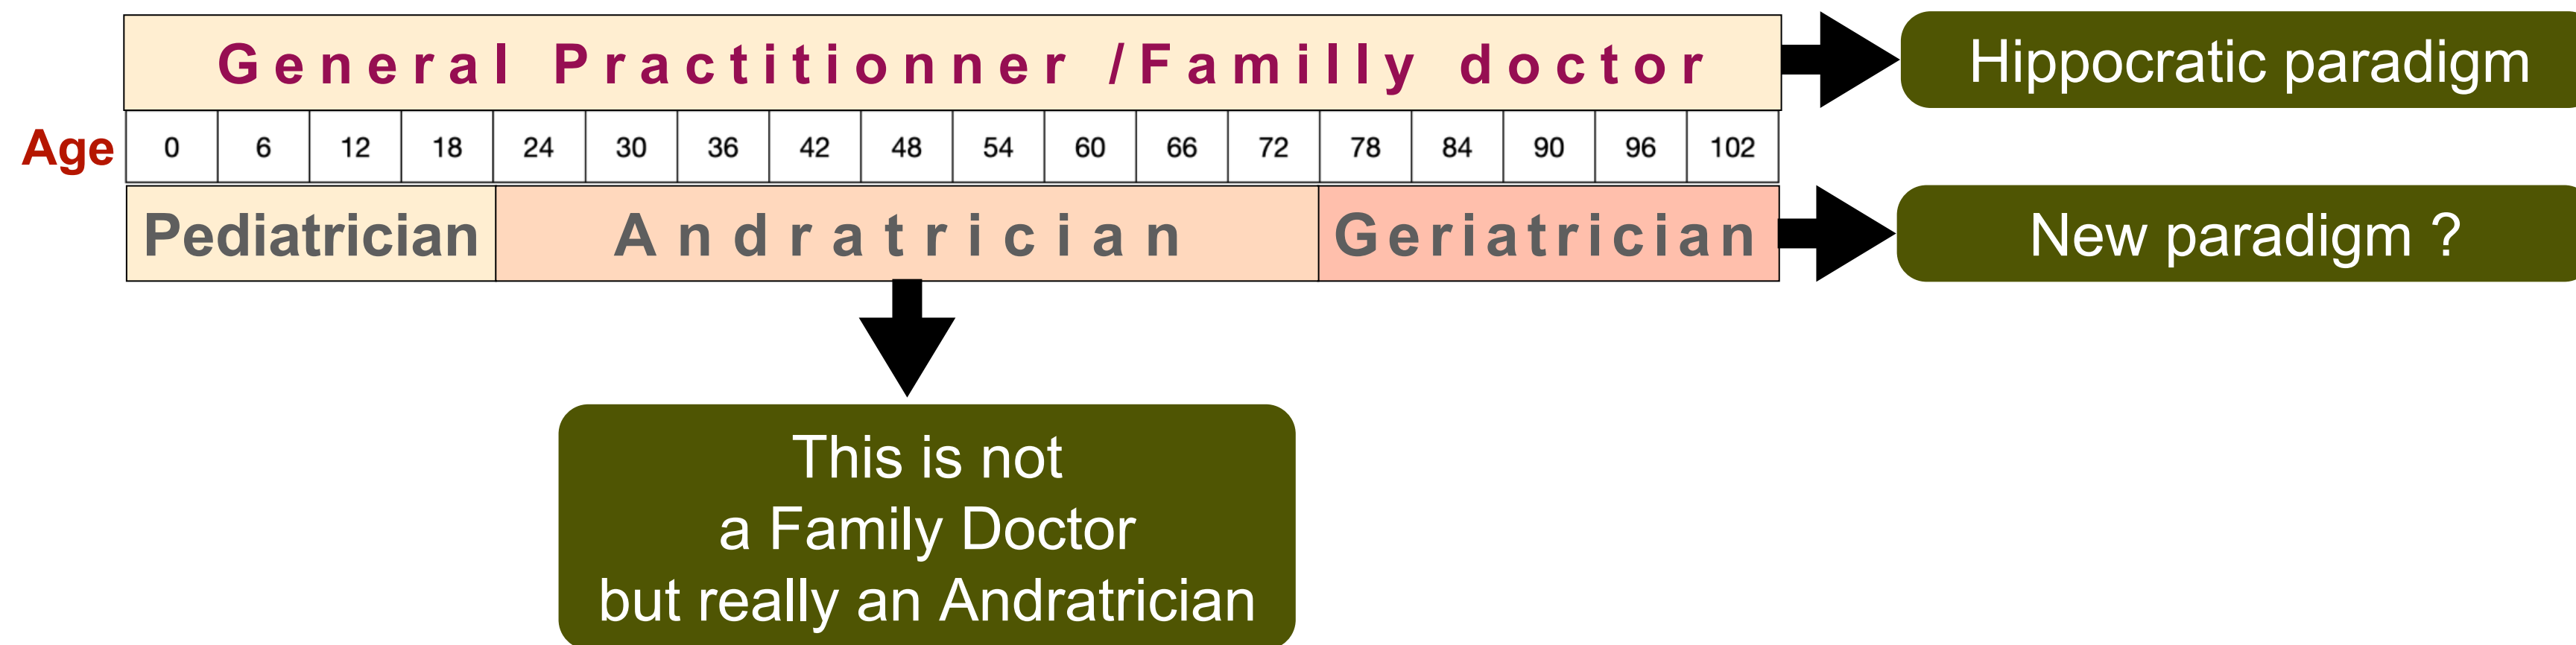 General Practitionner /Familly doctor
Hippocratic paradigm
Age 0 6 12 18 24 30 36 42 48 54 60 66 72 78 84 90 96 102
Pediatrician Andratrician Geriatrician
New paradigm ?
This is not
a Family Doctor
but really an Andratrician